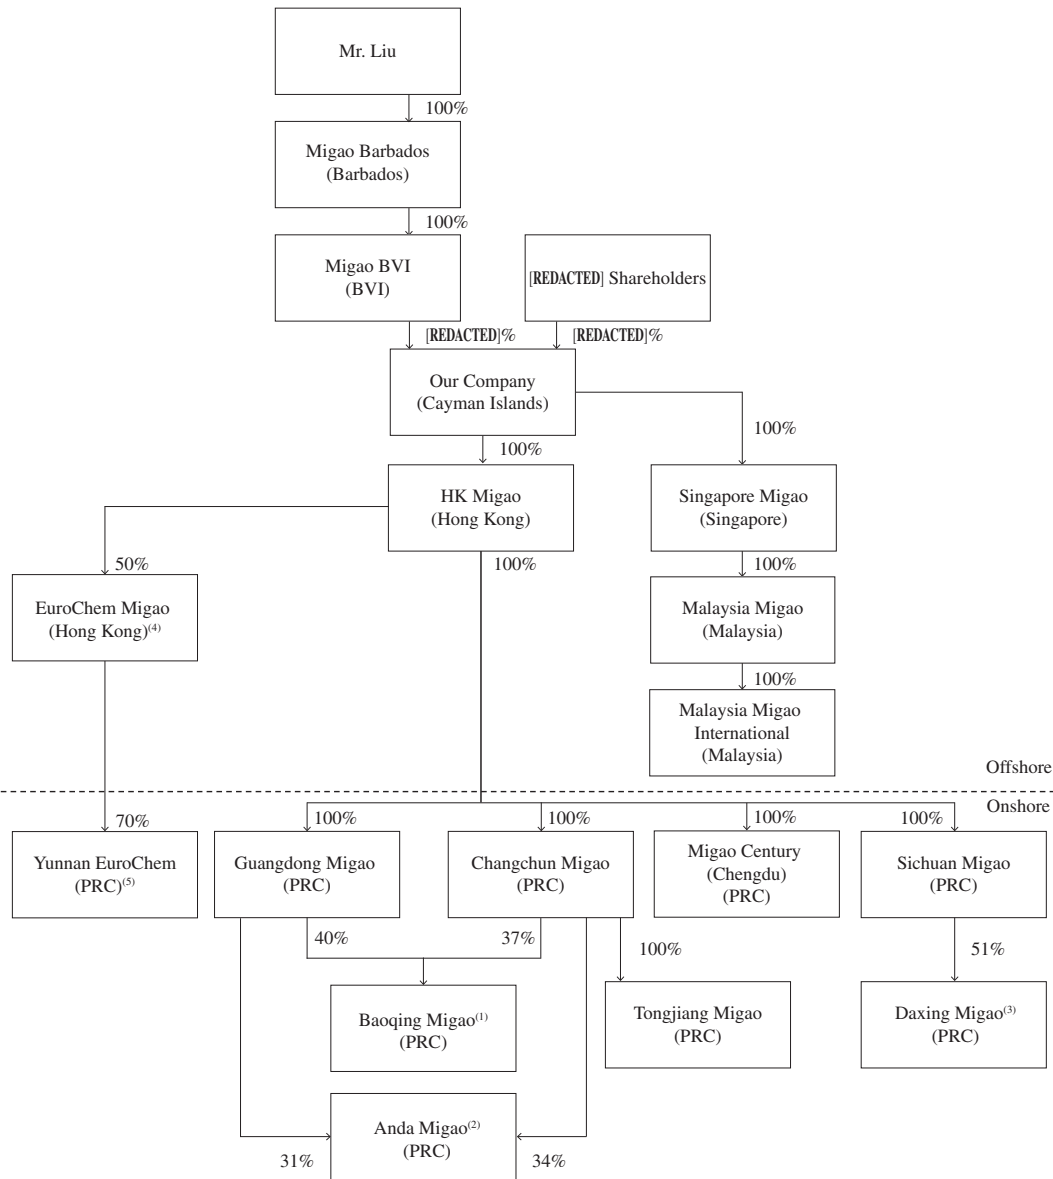 Mr. Liu
100%
Migao Barbados
(Barbados)
100%
Migao BVI
(BVI)
[REDACTED] Shareholders
[REDACTED]%
[REDACTED]%
Our Company
(Cayman Islands)
100%
100%
HK Migao
(Hong Kong)
Singapore Migao
(Singapore)
50%
100%
100%
EuroChem Migao
(Hong Kong)(4)
Malaysia Migao
(Malaysia)
100%
Malaysia Migao
International
(Malaysia)
Offshore
Onshore
70%
100%
100%
100%
100%
Yunnan EuroChem
(PRC)(5)
Guangdong Migao
(PRC)
Changchun Migao
(PRC)
Migao Century
(Chengdu)
(PRC)
Sichuan Migao
(PRC)
40%
37%
100%
51%
Baoqing Migao(1)
(PRC)
Tongjiang Migao
(PRC)
Daxing Migao(3)
(PRC)
Anda Migao(2)
(PRC)
31%
34%